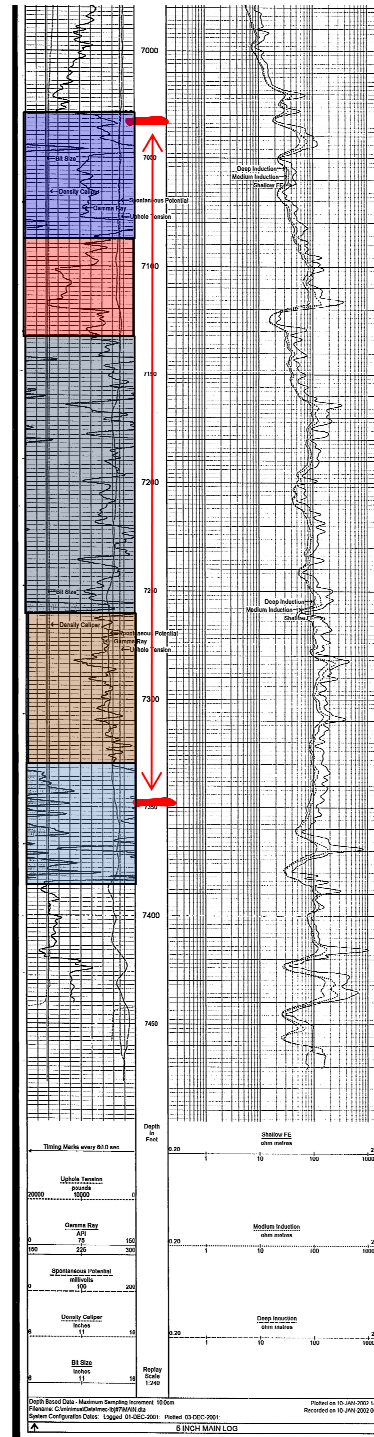 7000
Bit Size
Density Caliper
Spontaneous Potential
Gamma Ray
Uphole Tension
Deep Induction
Medium Induction
Shallow FE
7100
7150
7200
Bit Size
Density Caliper
Spontaneous Potential
Gamma Ray
Uphole Tension
Deep Induction
Medium Induction
Shallow
7300
7350
7400
7450
Depth
in
Feet
Timing Marks every 60.0 sec
Uphole Tension
pounds
20000 10000 0
Gamma Ray
API
0 75 150
150 225 300
Spontaneous Potential
millivolts
100 200
Density Caliper
inches
6 11 16
Bit Size
inches
6 11 16
Replay
Scale
1:240
Shallow FE
ohm metres
0.20 1 10 100 2
Medium Induction
ohm metres
0.20 1 10 100 2
Deep Induction
ohm metres
0.20 1 10 100 2
Depth Based Data - Maximum Sampling Increment 10.0cm
Plotted on 10-JAN-2002 1
Recorded on 10-JAN-2002 0
System Configuration Dates: Logged 01-DEC-2001: Plotted 03-DEC-2001:
6 INCH MAIN LOG